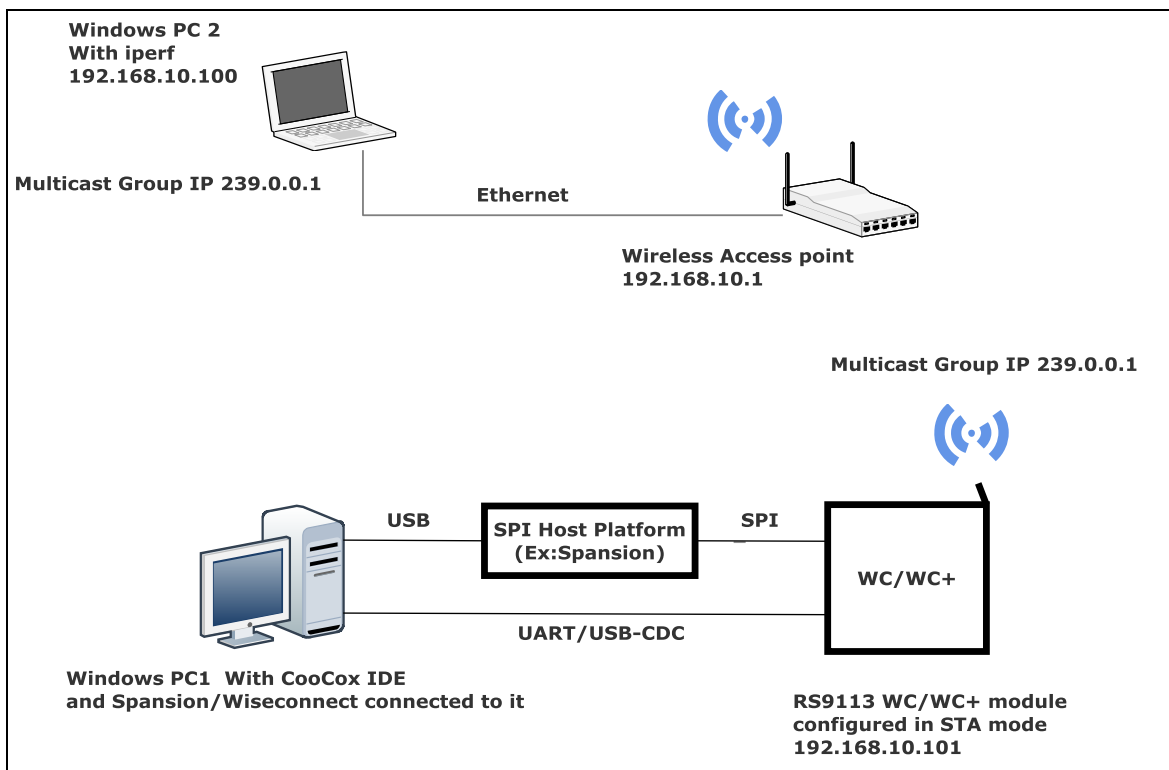 Windows PC 2
With iperf
192.168.10.100
Multicast Group IP 239.0.0.1
Ethernet
Wireless Access point
192.168.10.1
Multicast Group IP 239.0.0.1
USB
SPI Host Platform
(Ex:Spansion)
SPI
WC/WC+
UART/USB-CDC
Windows PC1  With CooCox IDE
and Spansion/Wiseconnect connected to it
RS9113 WC/WC+ module
configured in STA mode
192.168.10.101